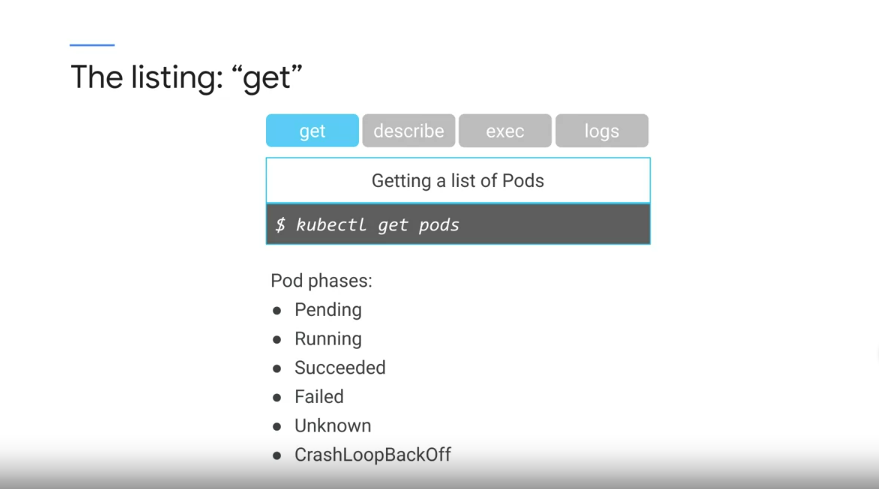 The listing: “get”
get describe exec logs
Getting a list of Pods
$ kubectl get pods
Pod phases:
● Pending
● Running
● Succeeded
● Failed
● Unknown
● CrashLoopBackOff